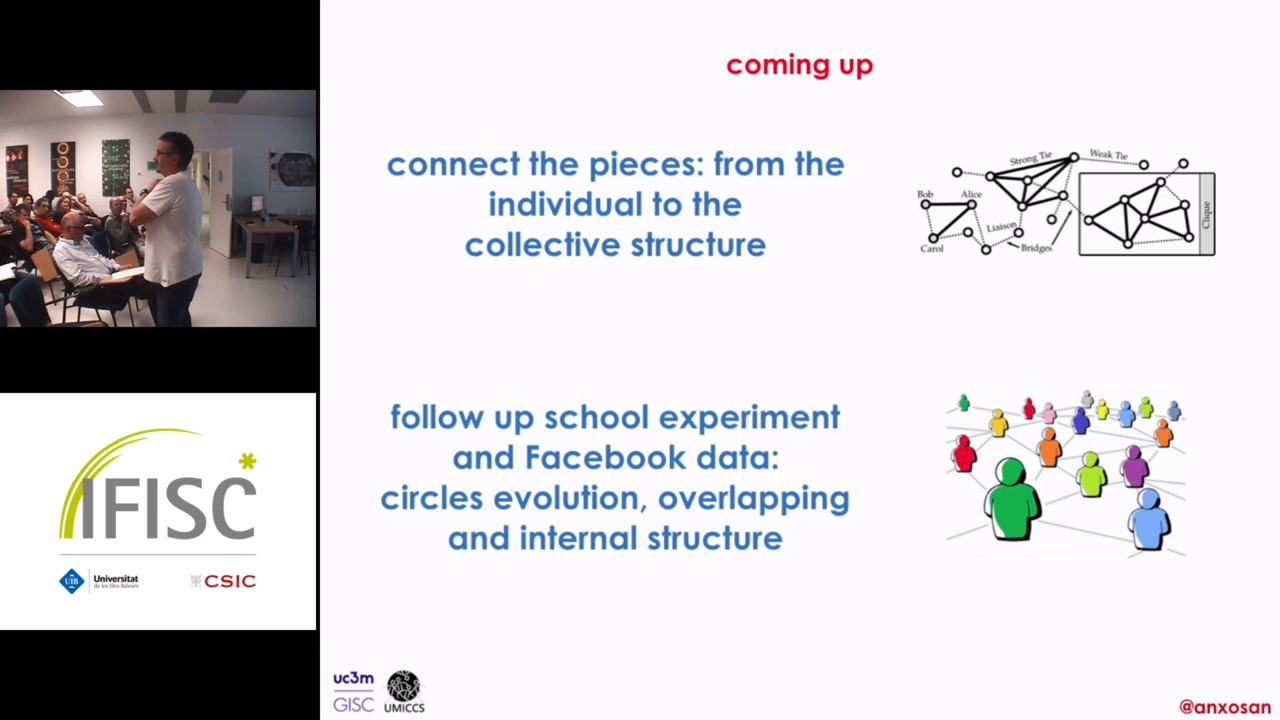 coming up
connect the pieces: from the
individual to the
collective structure
Strong Tie
Weak Tie
Bob
Alice
Carol
Liaison
Bridges
Clique
follow up school experiment
and Facebook data:
circles evolution, overlapping
and internal structure
IFISC
UIB
Universitat
de les Illes Balears
CSIC
uc3m
GISC
UMICCS
@anxosan